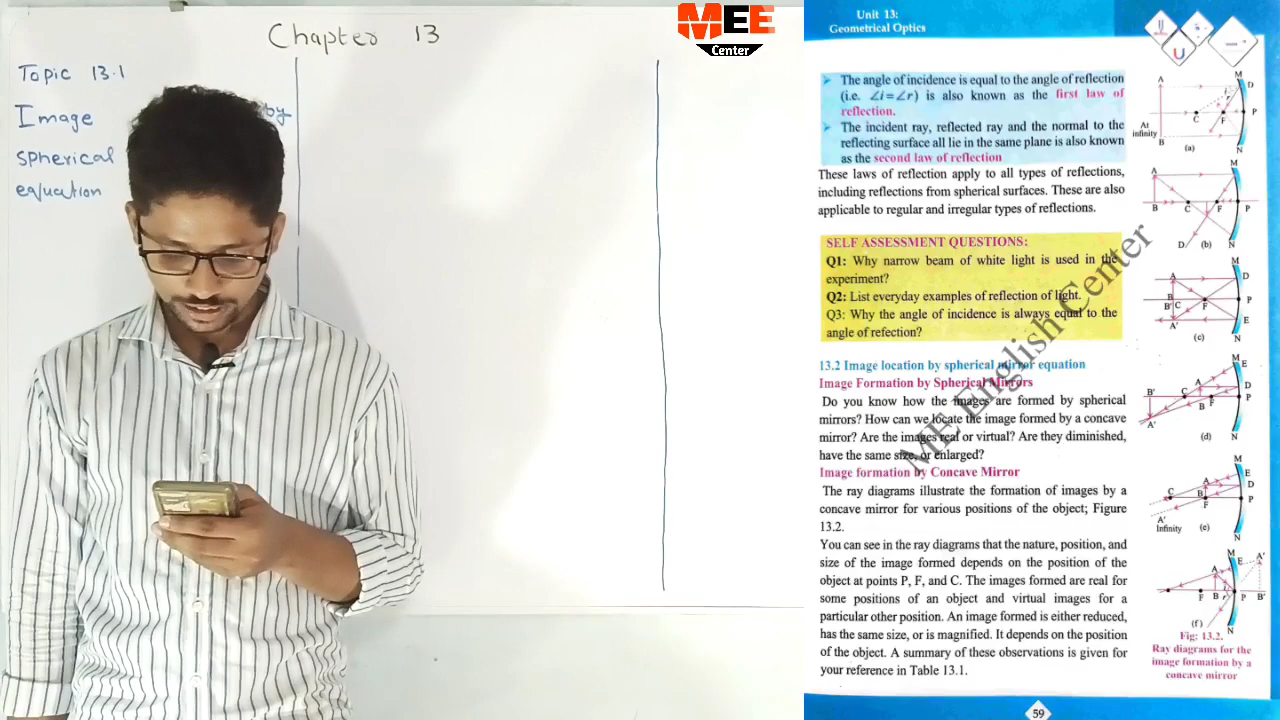 Chapter 13
MEE
Center
Topic 13.1
Image by
spherical
equation
Unit 13:
Geometrical Optics
The angle of incidence is equal to the angle of reflection
(i.e. ∠i=∠r) is also known as the first law of
reflection.
The incident ray, reflected ray and the normal to the
reflecting surface all lie in the same plane is also known
as the second law of reflection
These laws of reflection apply to all types of reflections,
including reflections from spherical surfaces. These are also
applicable to regular and irregular types of reflections.
SELF ASSESSMENT QUESTIONS:
Q1: Why narrow beam of white light is used in the
experiment?
Q2: List everyday examples of reflection of light.
Q3: Why the angle of incidence is always equal to the
angle of refection?
13.2 Image location by spherical mirror equation
Image Formation by Spherical Mirrors
Do you know how the images are formed by spherical
mirrors? How can we locate the image formed by a concave
mirror? Are the images real or virtual? Are they diminished,
have the same size, or enlarged?
Image formation by Concave Mirror
The ray diagrams illustrate the formation of images by a
concave mirror for various positions of the object; Figure
13.2.
You can see in the ray diagrams that the nature, position, and
size of the image formed depends on the position of the
object at points P, F, and C. The images formed are real for
some positions of an object and virtual images for a
particular other position. An image formed is either reduced,
has the same size, or is magnified. It depends on the position
of the object. A summary of these observations is given for
your reference in Table 13.1.
ME English Center
A M D
C F P
At
infinity
B N
(a)
A M
B C F P
D (b) N
M
A D
B
B' C F P
A' E
(c) N
M E
B' C A D
B F P
A'
(d) N
M
E
C A D
B P
F
A'
Infinity (e)
N
M E A'
A
F B r P B'
(f) N
Fig: 13.2.
Ray diagrams for the
image formation by a
concave mirror
59